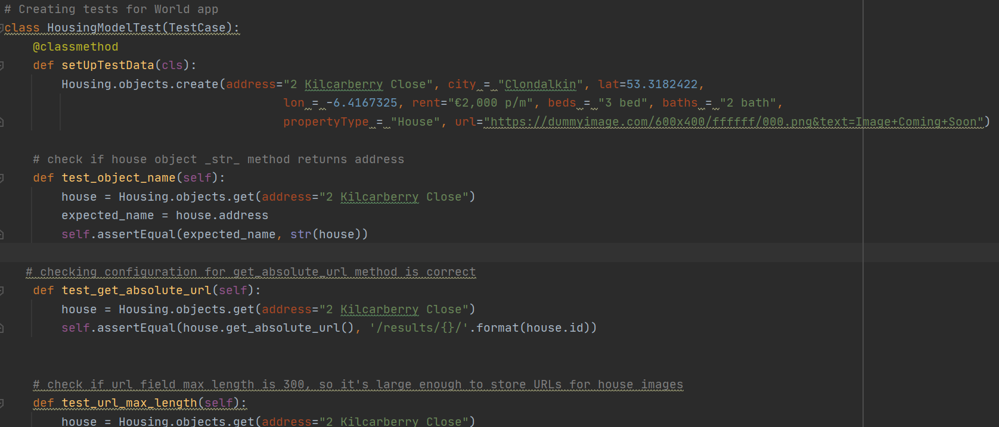 # Creating tests for World app
class HousingModelTest(TestCase):
@classmethod
def setUpTestData(cls):
Housing.objects.create(address="2 Kilcarberry Close", city = "Clondalkin", lat=53.3182422,
lon = -6.4167325, rent="€2,000 p/m", beds = "3 bed", baths = "2 bath",
propertyType = "House", url="https://dummyimage.com/600x400/ffffff/000.png&text=Image+Coming+Soon")
# check if house object _str_ method returns address
def test_object_name(self):
house = Housing.objects.get(address="2 Kilcarberry Close")
expected_name = house.address
self.assertEqual(expected_name, str(house))
# checking configuration for get_absolute_url method is correct
def test_get_absolute_url(self):
house = Housing.objects.get(address="2 Kilcarberry Close")
self.assertEqual(house.get_absolute_url(), '/results/{}/'.format(house.id))
# check if url field max length is 300, so it's large enough to store URLs for house images
def test_url_max_length(self):
house = Housing.objects.get(address="2 Kilcarberry Close")